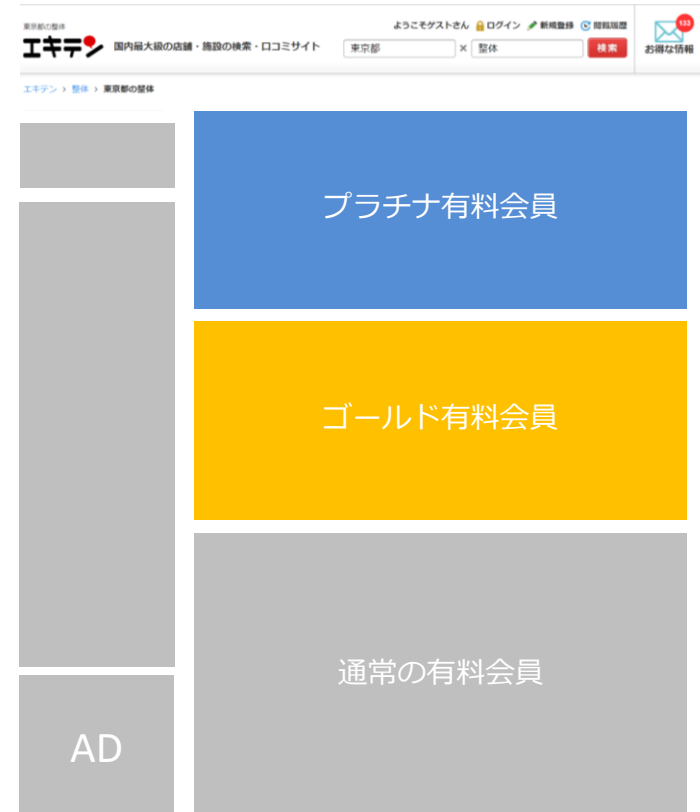 東京都の整体
エキテン 国内最大級の店舗・施設の検索・口コミサイト
ようこそゲストさん ログイン 新規登録 閲覧履歴
東京都 × 整体 検索
133
お得な情報
エキテン › 整体 › 東京都の整体
プラチナ有料会員
ゴールド有料会員
通常の有料会員
AD